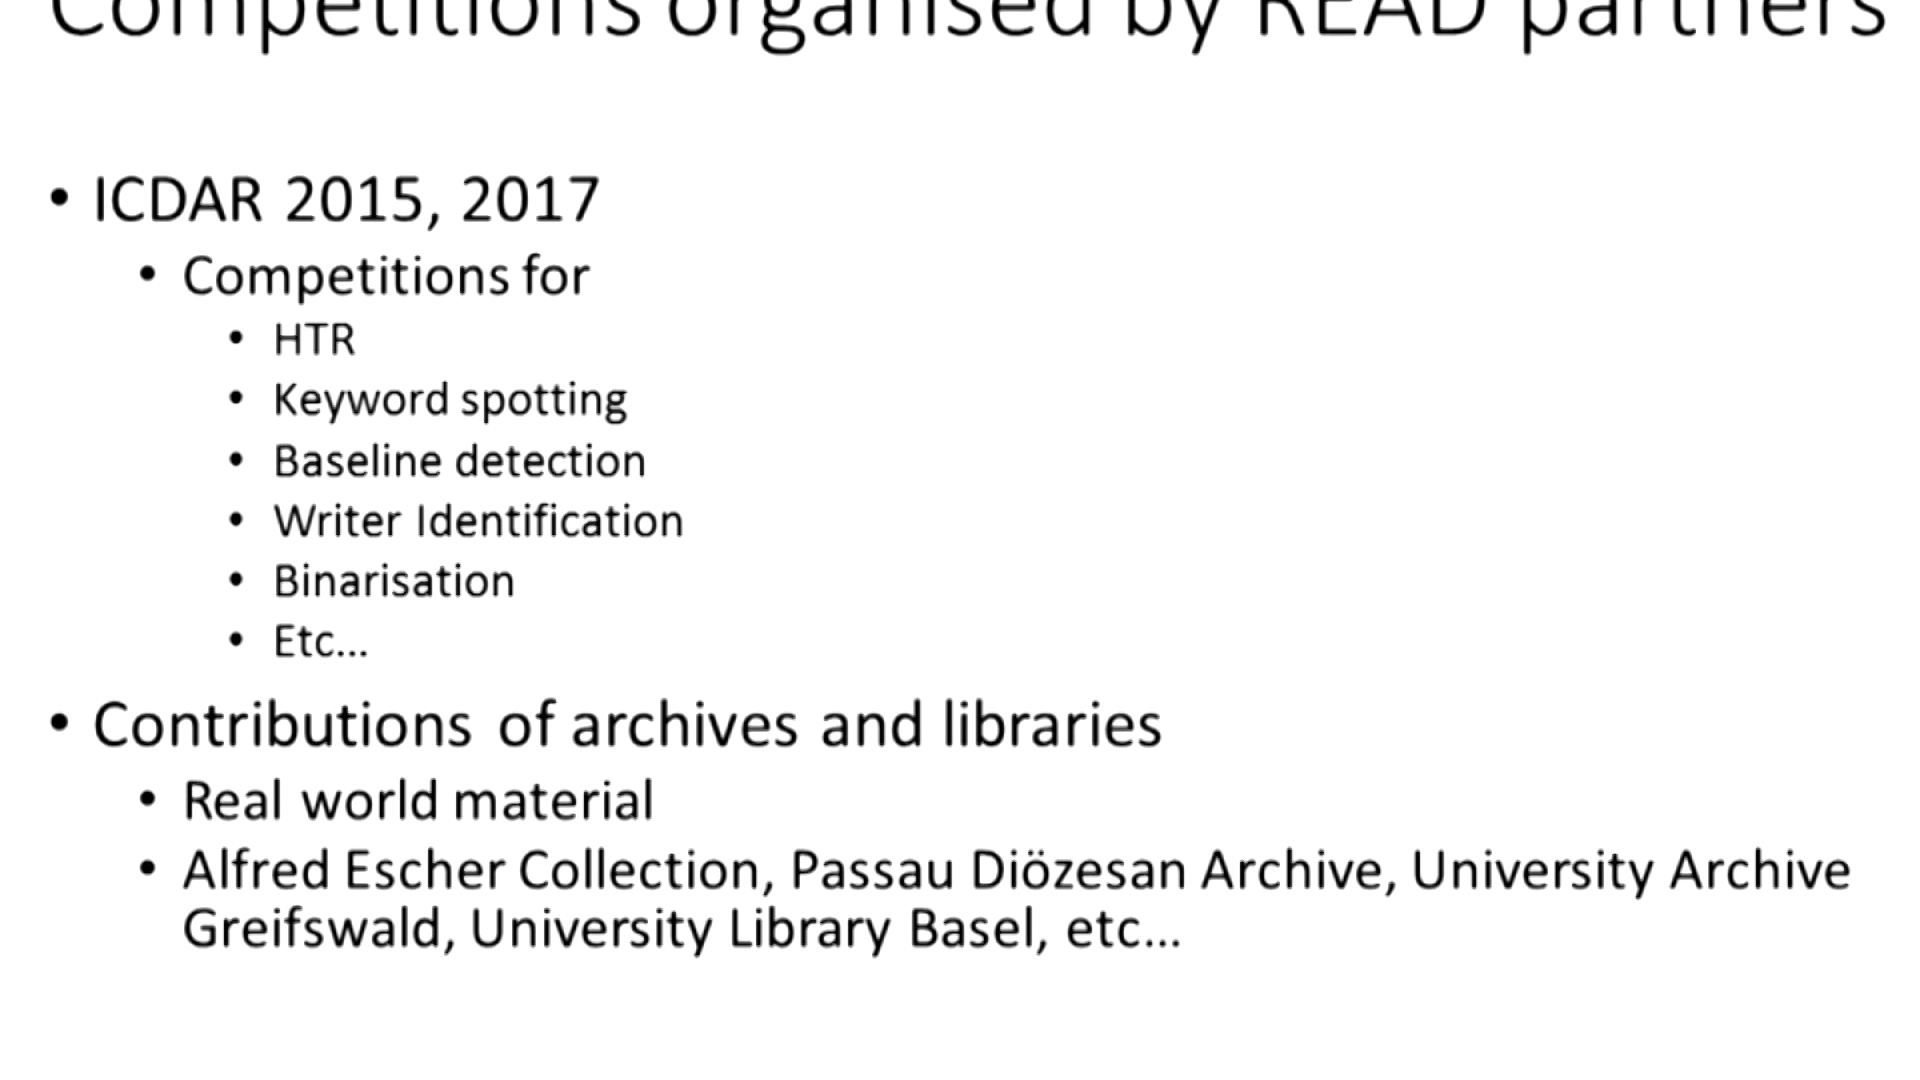 Competitions organised by READ partners
• ICDAR 2015, 2017
• Competitions for
• HTR
• Keyword spotting
• Baseline detection
• Writer Identification
• Binarisation
• Etc...
• Contributions of archives and libraries
• Real world material
• Alfred Escher Collection, Passau Diözesan Archive, University Archive
Greifswald, University Library Basel, etc...